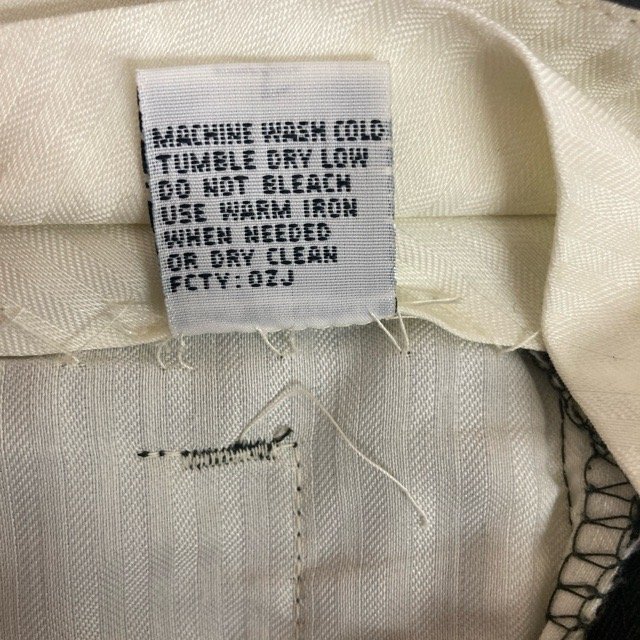 MACHINE WASH COLD
TUMBLE DRY LOW
DO NOT BLEACH
USE WARM IRON
WHEN NEEDED
OR DRY CLEAN
FCTY: OZJ